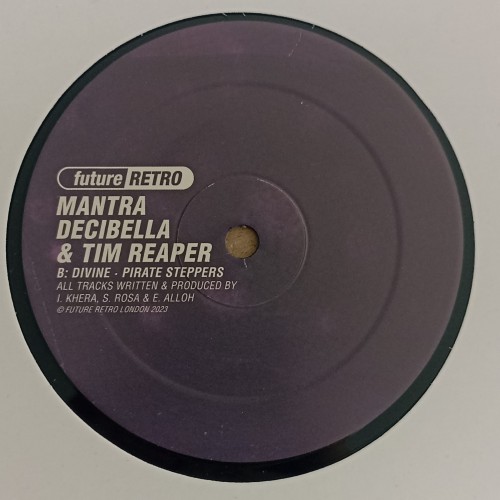 future RETRO
MANTRA
DECIBELLA
& TIM REAPER
B: DIVINE - PIRATE STEPPERS
ALL TRACKS WRITTEN & PRODUCED BY
I. KHERA, S. ROSA & E. ALLOH
© FUTURE RETRO LONDON 2023